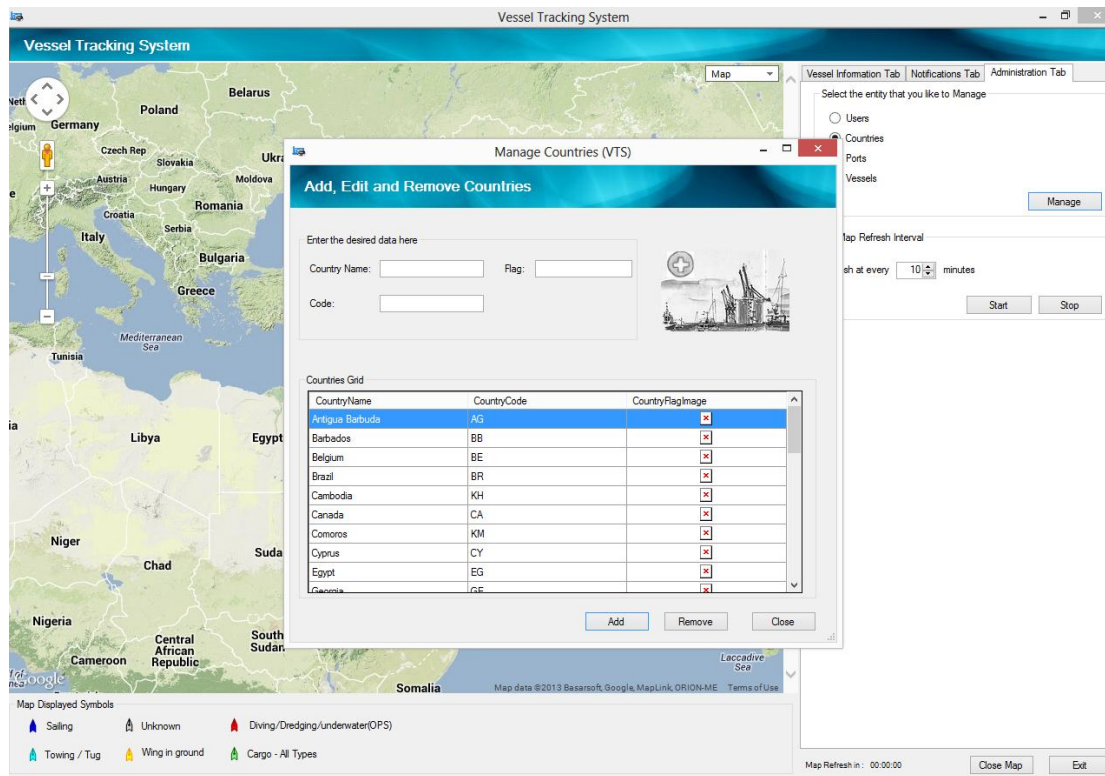 Vessel Tracking System
Vessel Tracking System
Map
Belarus
Poland
Germany
Czech Rep
Slovakia
Ukra
Austria
Hungary
Moldova
Romania
Croatia
Serbia
Italy
Bulgaria
Greece
Mediterranean
Sea
Tunisia
Libya
Egypt
Niger
Chad
Suda
Nigeria
Central
African
Republic
South
Sudan
Cameroon
Somalia
Laccadive
Sea
Google
Map data ©2013 Basarsoft, Google, MapLink, ORION-ME Terms of Use
Manage Countries (VTS)
Add, Edit and Remove Countries
Enter the desired data here
Country Name:
Flag:
Code:
Countries Grid
CountryName CountryCode CountryFlagImage
Antigua Barbuda AG
Barbados BB
Belgium BE
Brazil BR
Cambodia KH
Canada CA
Comoros KM
Cyprus CY
Egypt EG
Georgia GE
Add Remove Close
Vessel Information Tab Notifications Tab Administration Tab
Select the entity that you like to Manage
Users
Countries
Ports
Vessels
Manage
Map Refresh Interval
sh at every 10 minutes
Start Stop
Map Displayed Symbols
Sailing Unknown Diving/Dredging/underwater(OPS)
Towing / Tug Wing in ground Cargo - All Types
Map Refresh in : 00:00:00 Close Map Exit